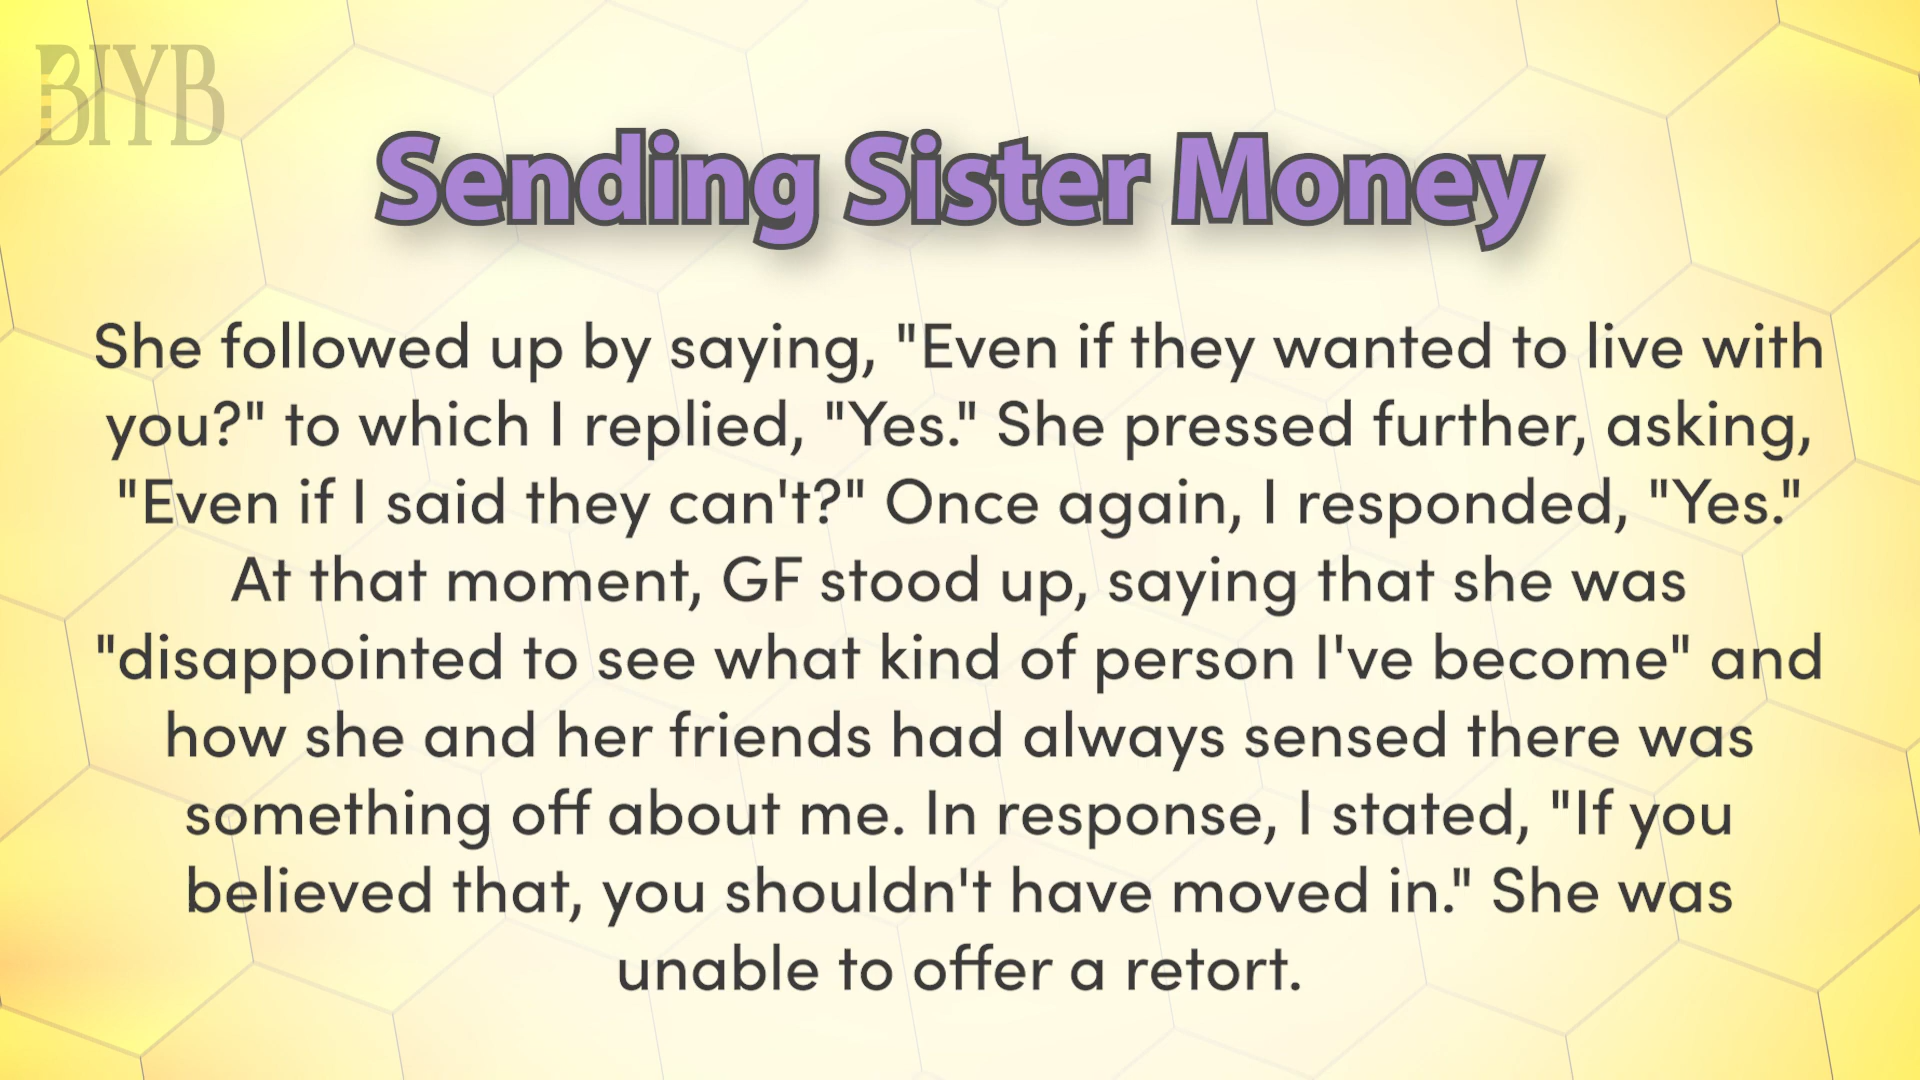 BIYB
Sending Sister Money
She followed up by saying, "Even if they wanted to live with
you?" to which I replied, "Yes." She pressed further, asking,
"Even if I said they can't?" Once again, I responded, "Yes."
At that moment, GF stood up, saying that she was
"disappointed to see what kind of person I've become" and
how she and her friends had always sensed there was
something off about me. In response, I stated, "If you
believed that, you shouldn't have moved in." She was
unable to offer a retort.